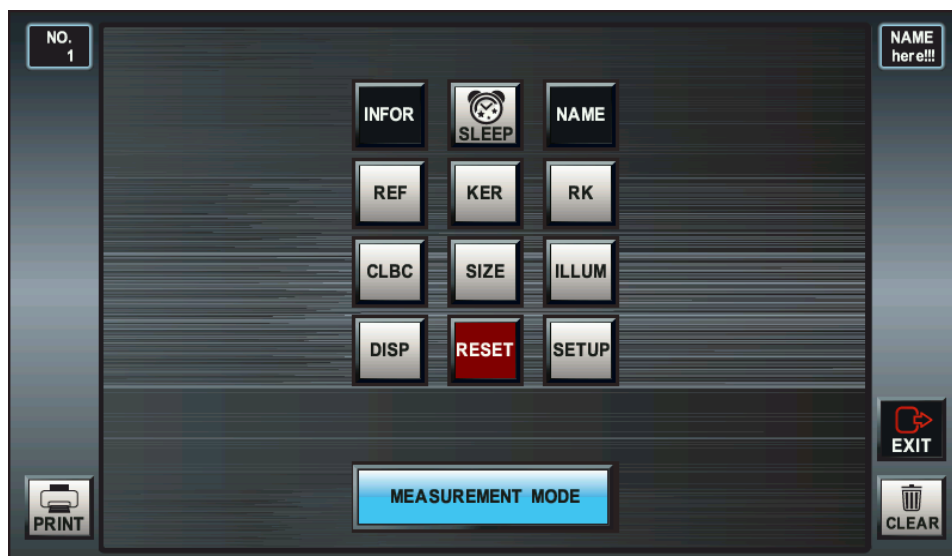 NO.
1
NAME
here!!!
INFOR
SLEEP
NAME
REF
KER
RK
CLBC
SIZE
ILLUM
DISP
RESET
SETUP
EXIT
MEASUREMENT MODE
PRINT
CLEAR